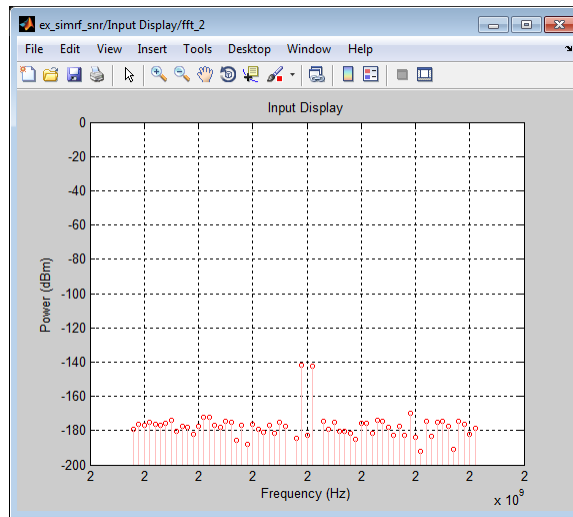 ex_simrf_snr/Input Display/fft_2
File Edit View Insert Tools Desktop Window Help
Input Display
0
-20
-40
-60
-80
-100
-120
-140
-160
-180
-200
Power (dBm)
2 2 2 2 2 2 2 2 2
Frequency (Hz)
x 10^9